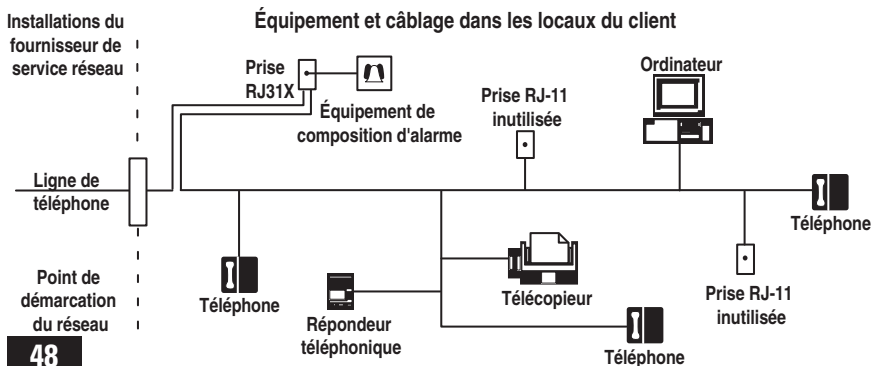 Installations du
fournisseur de
service réseau
Équipement et câblage dans les locaux du client
Prise
RJ31X
Équipement de
composition d'alarme
Prise RJ-11
inutilisée
Ordinateur
Ligne de
téléphone
Téléphone
Point de
démarcation
du réseau
Téléphone
Répondeur
téléphonique
Télécopieur
Téléphone
Prise RJ-11
inutilisée
48